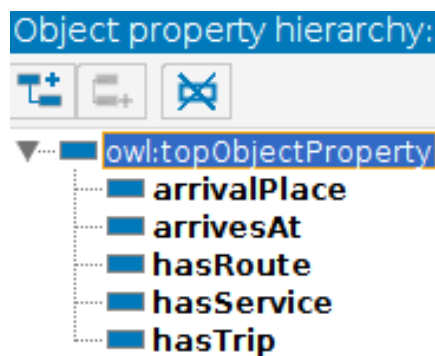 Object property hierarchy:
owl:topObjectProperty
arrivalPlace
arrivesAt
hasRoute
hasService
hasTrip